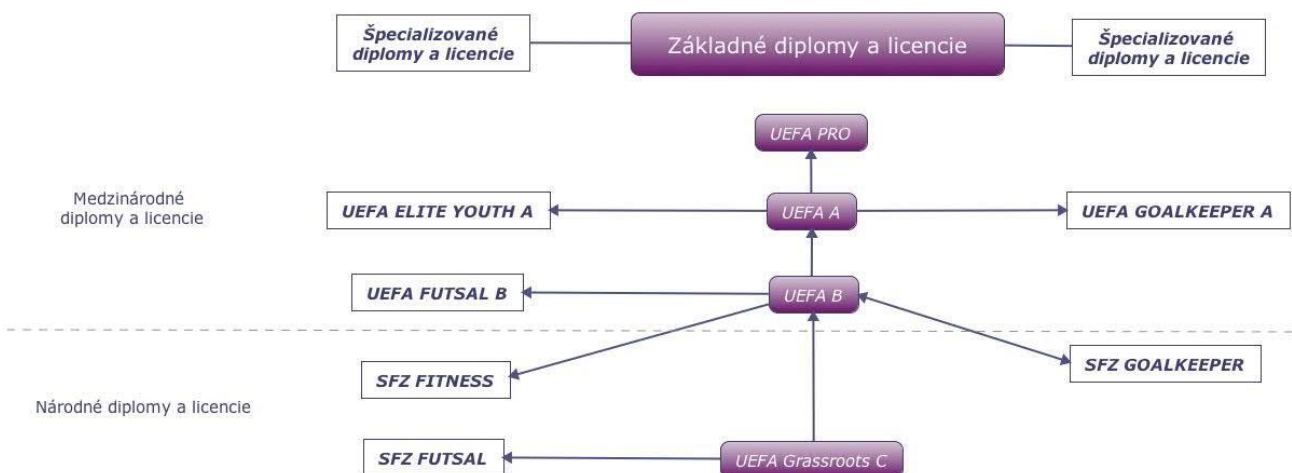 Špecializované
diplomy a licencie
Základné diplomy a licencie
Špecializované
diplomy a licencie
UEFA PRO
Medzinárodné
diplomy a licencie
UEFA ELITE YOUTH A
UEFA A
UEFA GOALKEEPER A
UEFA FUTSAL B
UEFA B
SFZ FITNESS
SFZ GOALKEEPER
Národné diplomy a licencie
SFZ FUTSAL
UEFA Grassroots C